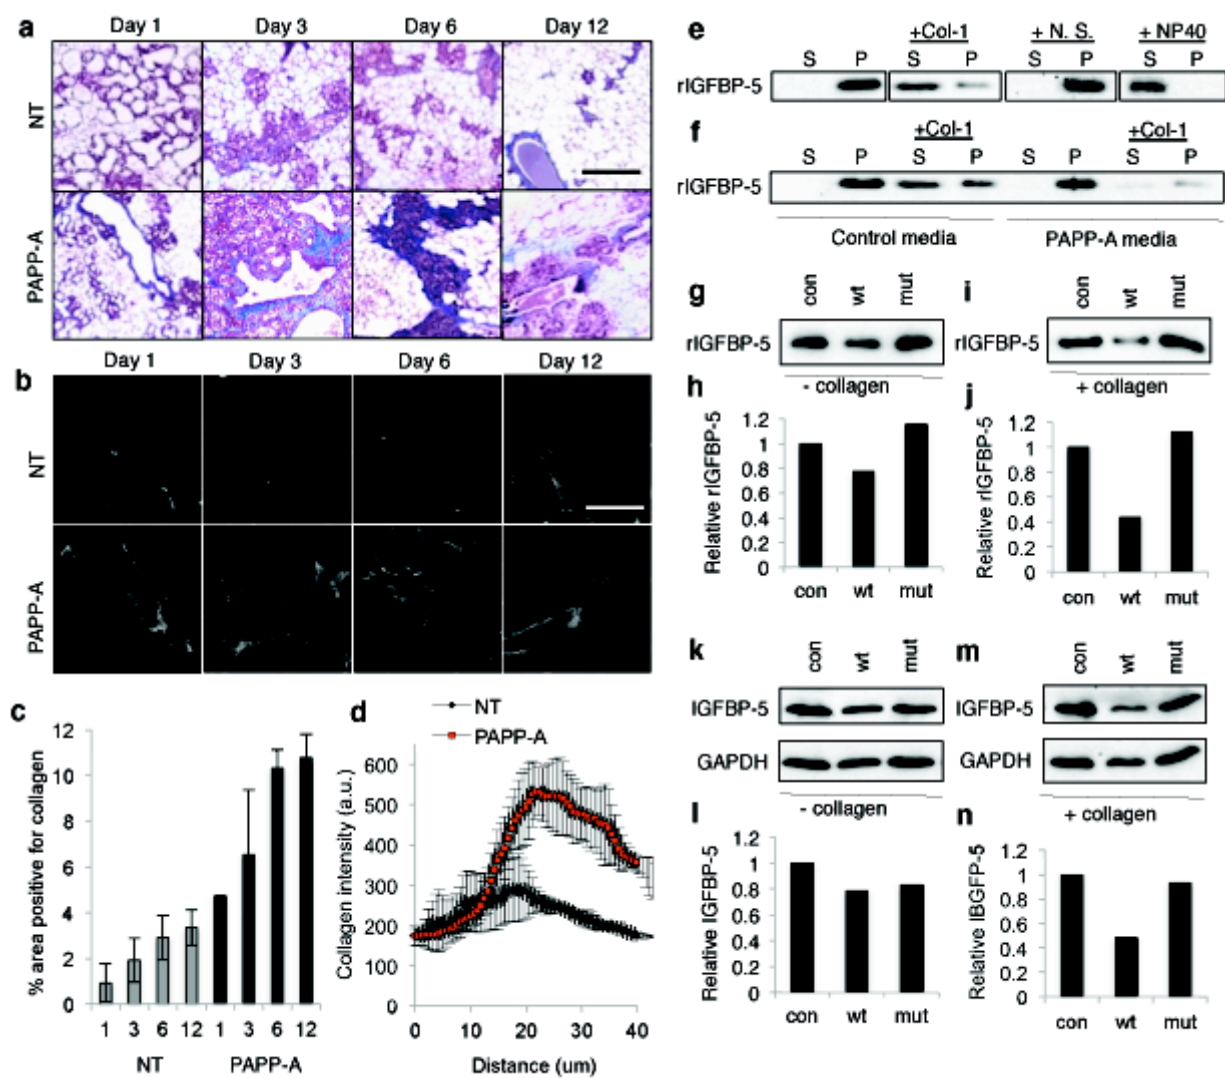 a
Day 1 Day 3 Day 6 Day 12
NT
PAPP-A
b
Day 1 Day 3 Day 6 Day 12
NT
PAPP-A
c
% area positive for collagen
12
10
8
6
4
2
0
1 3 6 12 1 3 6 12
NT PAPP-A
d
NT
PAPP-A
Collagen intensity (a.u.)
600
500
400
300
200
100
0
0 10 20 30 40
Distance (um)
e
+Col-1 + N. S. + NP40
S P S P S P S P
rIGFBP-5
f
+Col-1 +Col-1
S P S P S P S P
rIGFBP-5
Control media PAPP-A media
g
con wt mut
rIGFBP-5
- collagen
h
Relative rIGFBP-5
1.2
1
0.8
0.6
0.4
0.2
0
con wt mut
i
con wt mut
rIGFBP-5
+ collagen
j
Relative rIGFBP-5
1.2
1
0.8
0.6
0.4
0.2
0
con wt mut
k
con wt mut
IGFBP-5
GAPDH
- collagen
l
Relative IGFBP-5
1.2
1
0.8
0.6
0.4
0.2
0
con wt mut
m
con wt mut
IGFBP-5
GAPDH
+ collagen
n
Relative IBGFP-5
1.2
1
0.8
0.6
0.4
0.2
0
con wt mut